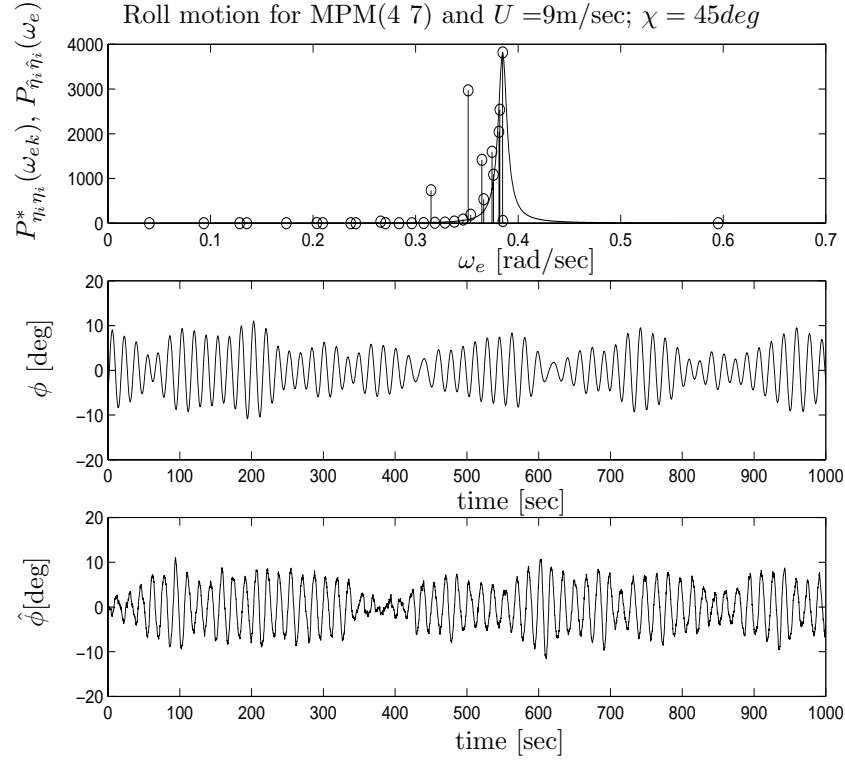 Roll motion for MPM(4 7) and U =9m/sec; χ = 45deg
P*ηiηi(ωek), Pη̂iη̂i(ωe)
4000
3000
2000
1000
0
0 0.1 0.2 0.3 0.4 0.5 0.6 0.7
ωe [rad/sec]
ϕ [deg]
20
10
0
−10
−20
0 100 200 300 400 500 600 700 800 900 1000
time [sec]
ϕ̂[deg]
20
10
0
−10
−20
0 100 200 300 400 500 600 700 800 900 1000
time [sec]